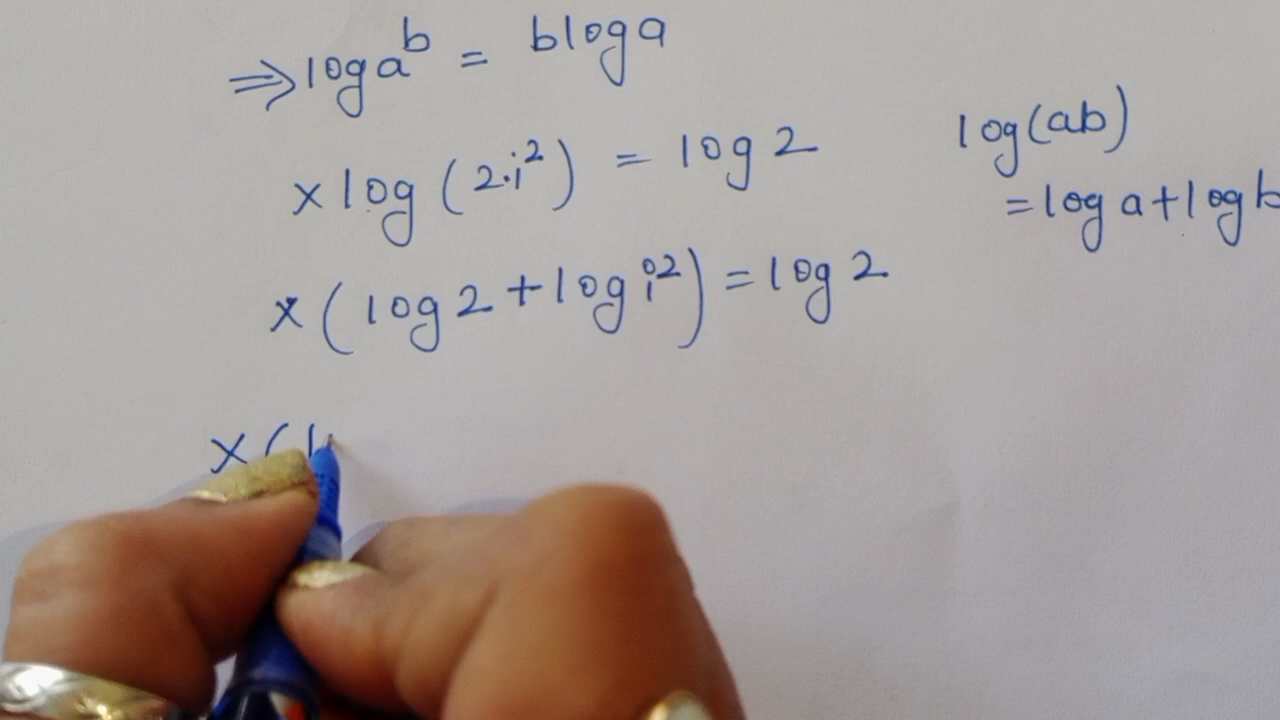 ⇒ log a^b = b log a
x log (2·i^2) = log 2
log(ab)
= log a + log b
x (log 2 + log i^2) = log 2
x (l